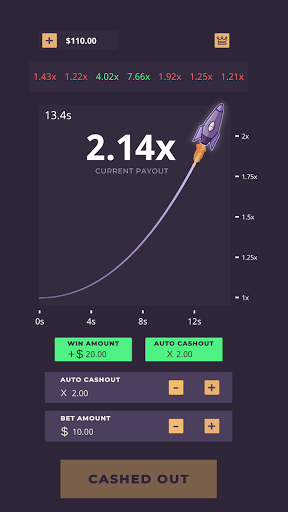 + $110.00
1.43x 1.22x 4.02x 7.66x 1.92x 1.25x 1.21x
13.4s
2.14x
CURRENT PAYOUT
2x
1.75x
1.5x
1.25x
1x
0s 4s 8s 12s
WIN AMOUNT AUTO CASHOUT
+$ 20.00 X 2.00
AUTO CASHOUT
X 2.00 - +
BET AMOUNT
$ 10.00 - +
CASHED OUT